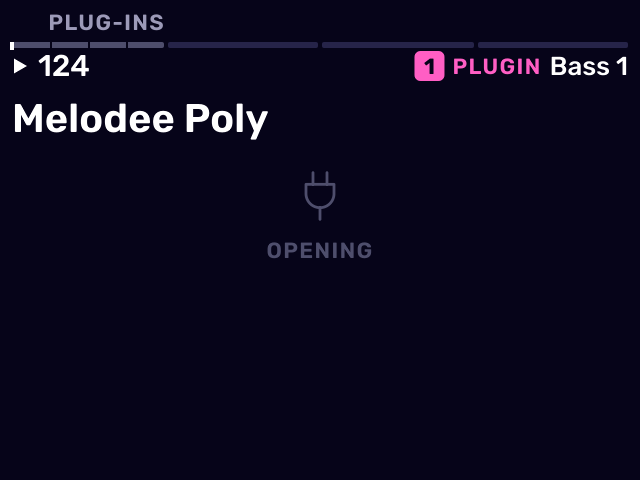 PLUG-INS
124
1 PLUGIN Bass 1
Melodee Poly
OPENING